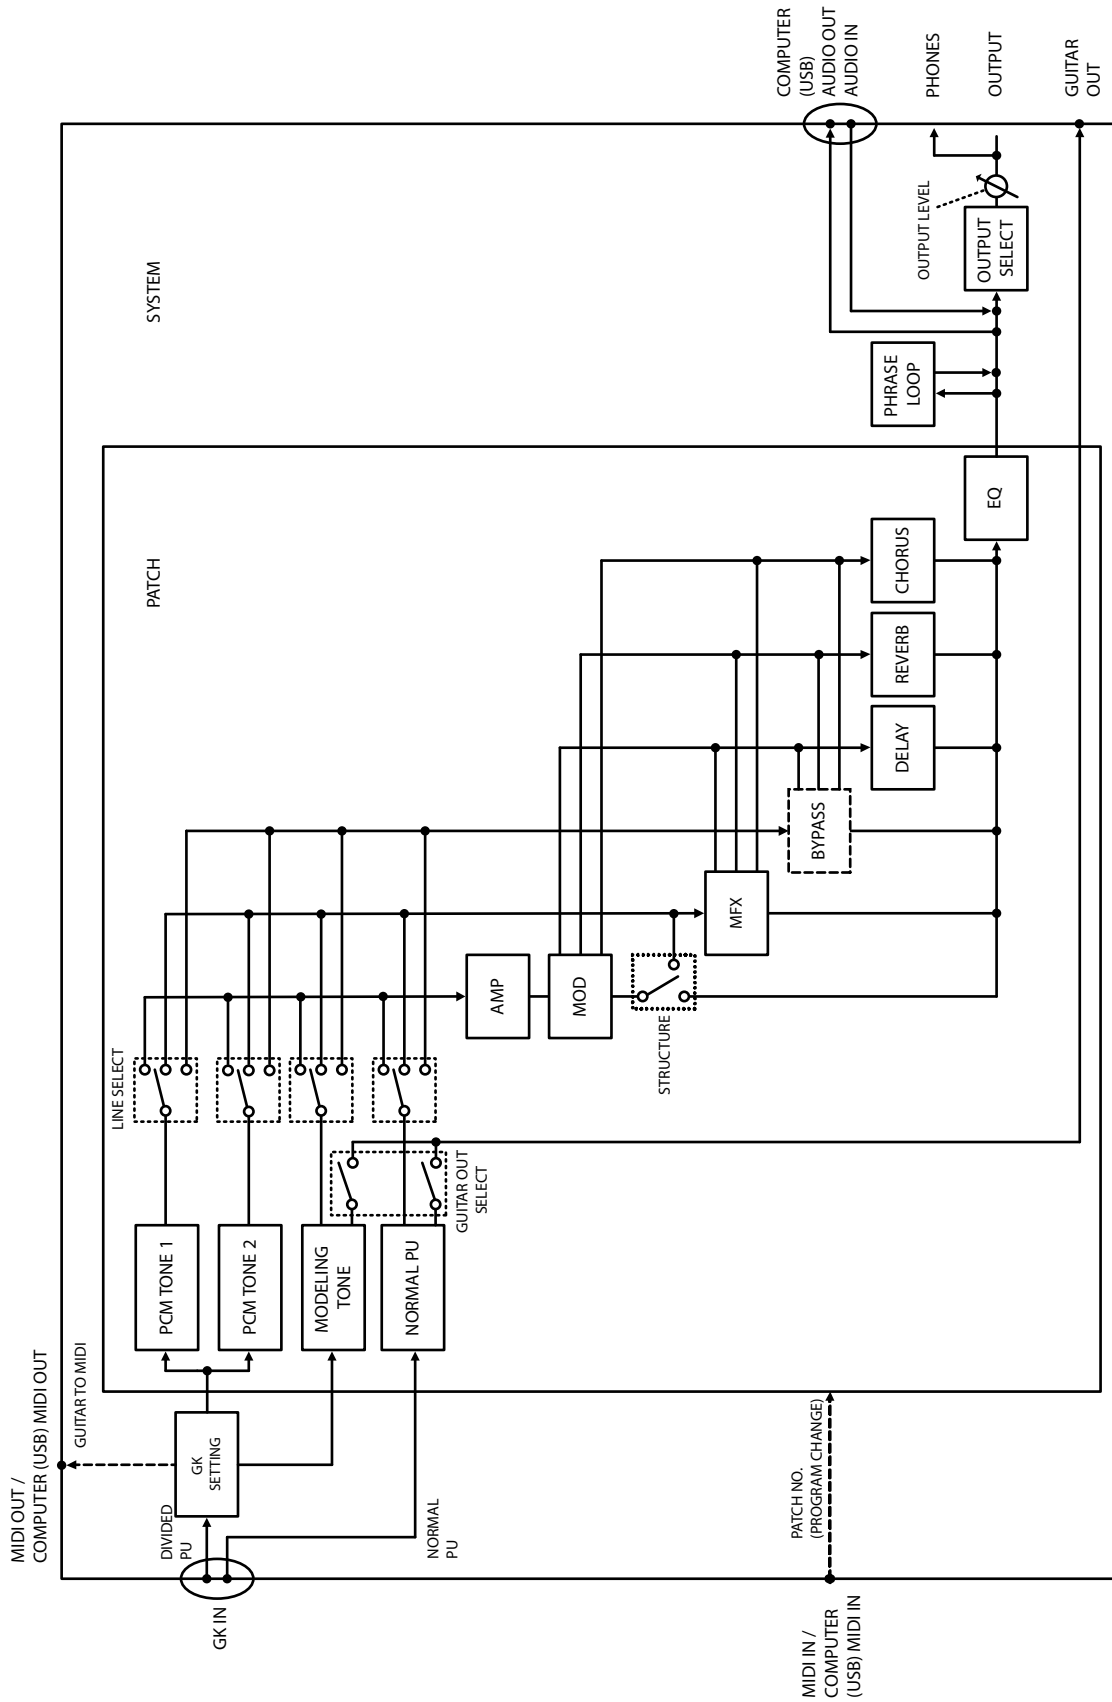 MIDI OUT /
COMPUTER (USB) MIDI OUT
GUITAR TO MIDI
GK IN
DIVIDED
PU
NORMAL
PU
GK
SETTING
MIDI IN /
COMPUTER
(USB) MIDI IN
PATCH NO.
(PROGRAM CHANGE)
PCM TONE 1
PCM TONE 2
MODELING
TONE
NORMAL PU
LINE SELECT
GUITAR OUT
SELECT
AMP
MOD
STRUCTURE
MFX
BYPASS
DELAY
REVERB
CHORUS
EQ
PATCH
SYSTEM
PHRASE
LOOP
OUTPUT
SELECT
OUTPUT LEVEL
COMPUTER
(USB)
AUDIO OUT
AUDIO IN
PHONES
OUTPUT
GUITAR
OUT